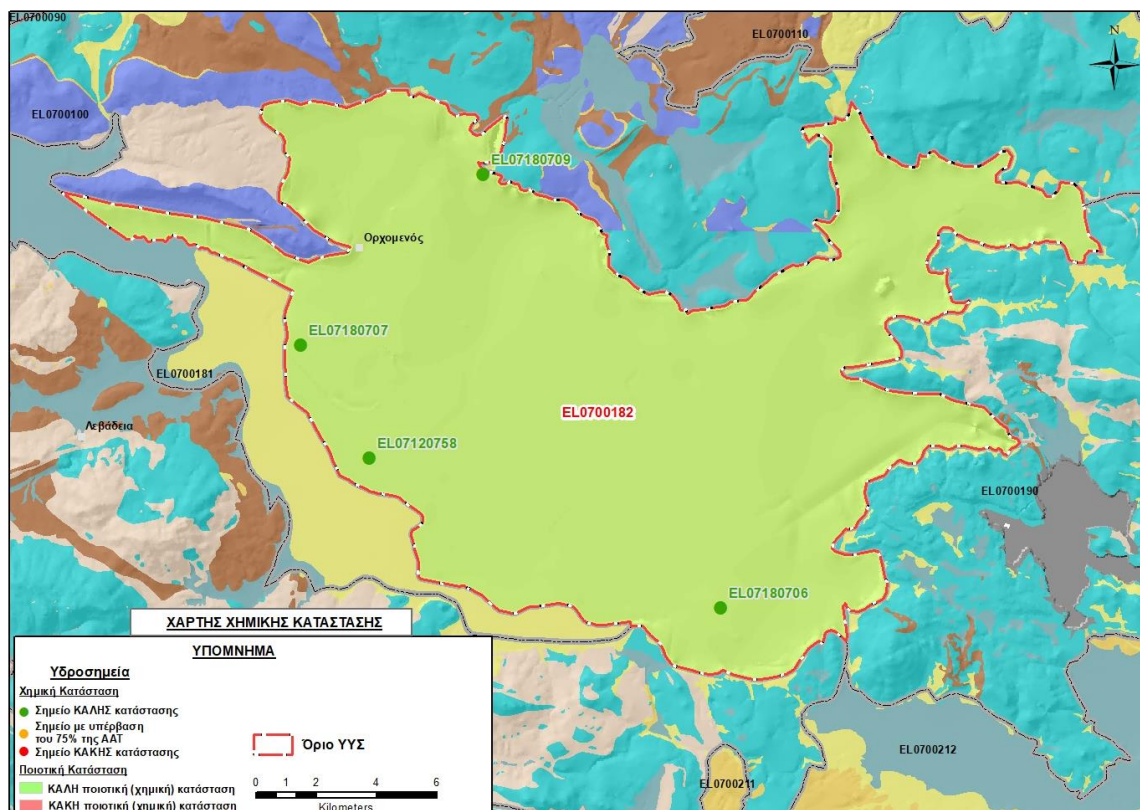 EL0700090
EL0700110
N
EL0700100
EL07180709
Ορχομενός
EL07180707
EL0700181
EL0700182
Λεβάδεια
EL07120758
EL0700190
EL07180706
ΧΑΡΤΗΣ ΧΗΜΙΚΗΣ ΚΑΤΑΣΤΑΣΗΣ
ΥΠΟΜΝΗΜΑ
Υδροσημεία
Χημική Κατάσταση
Σημείο ΚΑΛΗΣ κατάστασης
Σημείο με υπέρβαση
του 75% της ΑΑΤ
Σημείο ΚΑΚΗΣ κατάστασης
Όριο ΥΥΣ
Ποιοτική Κατάσταση
ΚΑΛΗ ποιοτική (χημική) κατάσταση
ΚΑΚΗ ποιοτική (χημική) κατάσταση
0 1 2 4 6
Kilometers
EL0700212
EL0700211